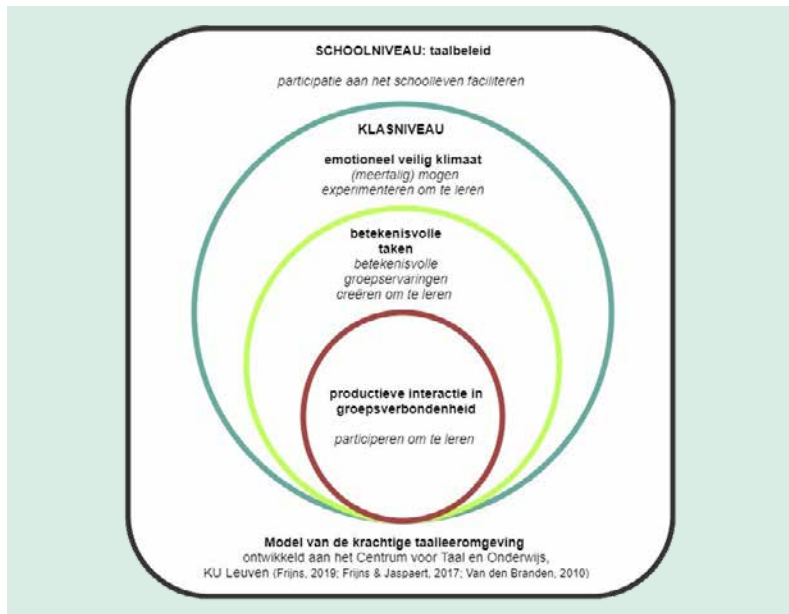 SCHOOLNIVEAU: taalbeleid
participatie aan het schoolleven faciliteren
KLASNIVEAU
emotioneel veilig klimaat
(meertalig) mogen
experimenteren om te leren
betekenisvolle
taken
betekenisvolle
groepservaringen
creëren om te leren
productieve interactie in
groepsverbondenheid
participeren om te leren
Model van de krachtige taalleeromgeving
ontwikkeld aan het Centrum voor Taal en Onderwijs,
KU Leuven (Frijns, 2019; Frijns & Jaspaert, 2017; Van den Branden, 2010)